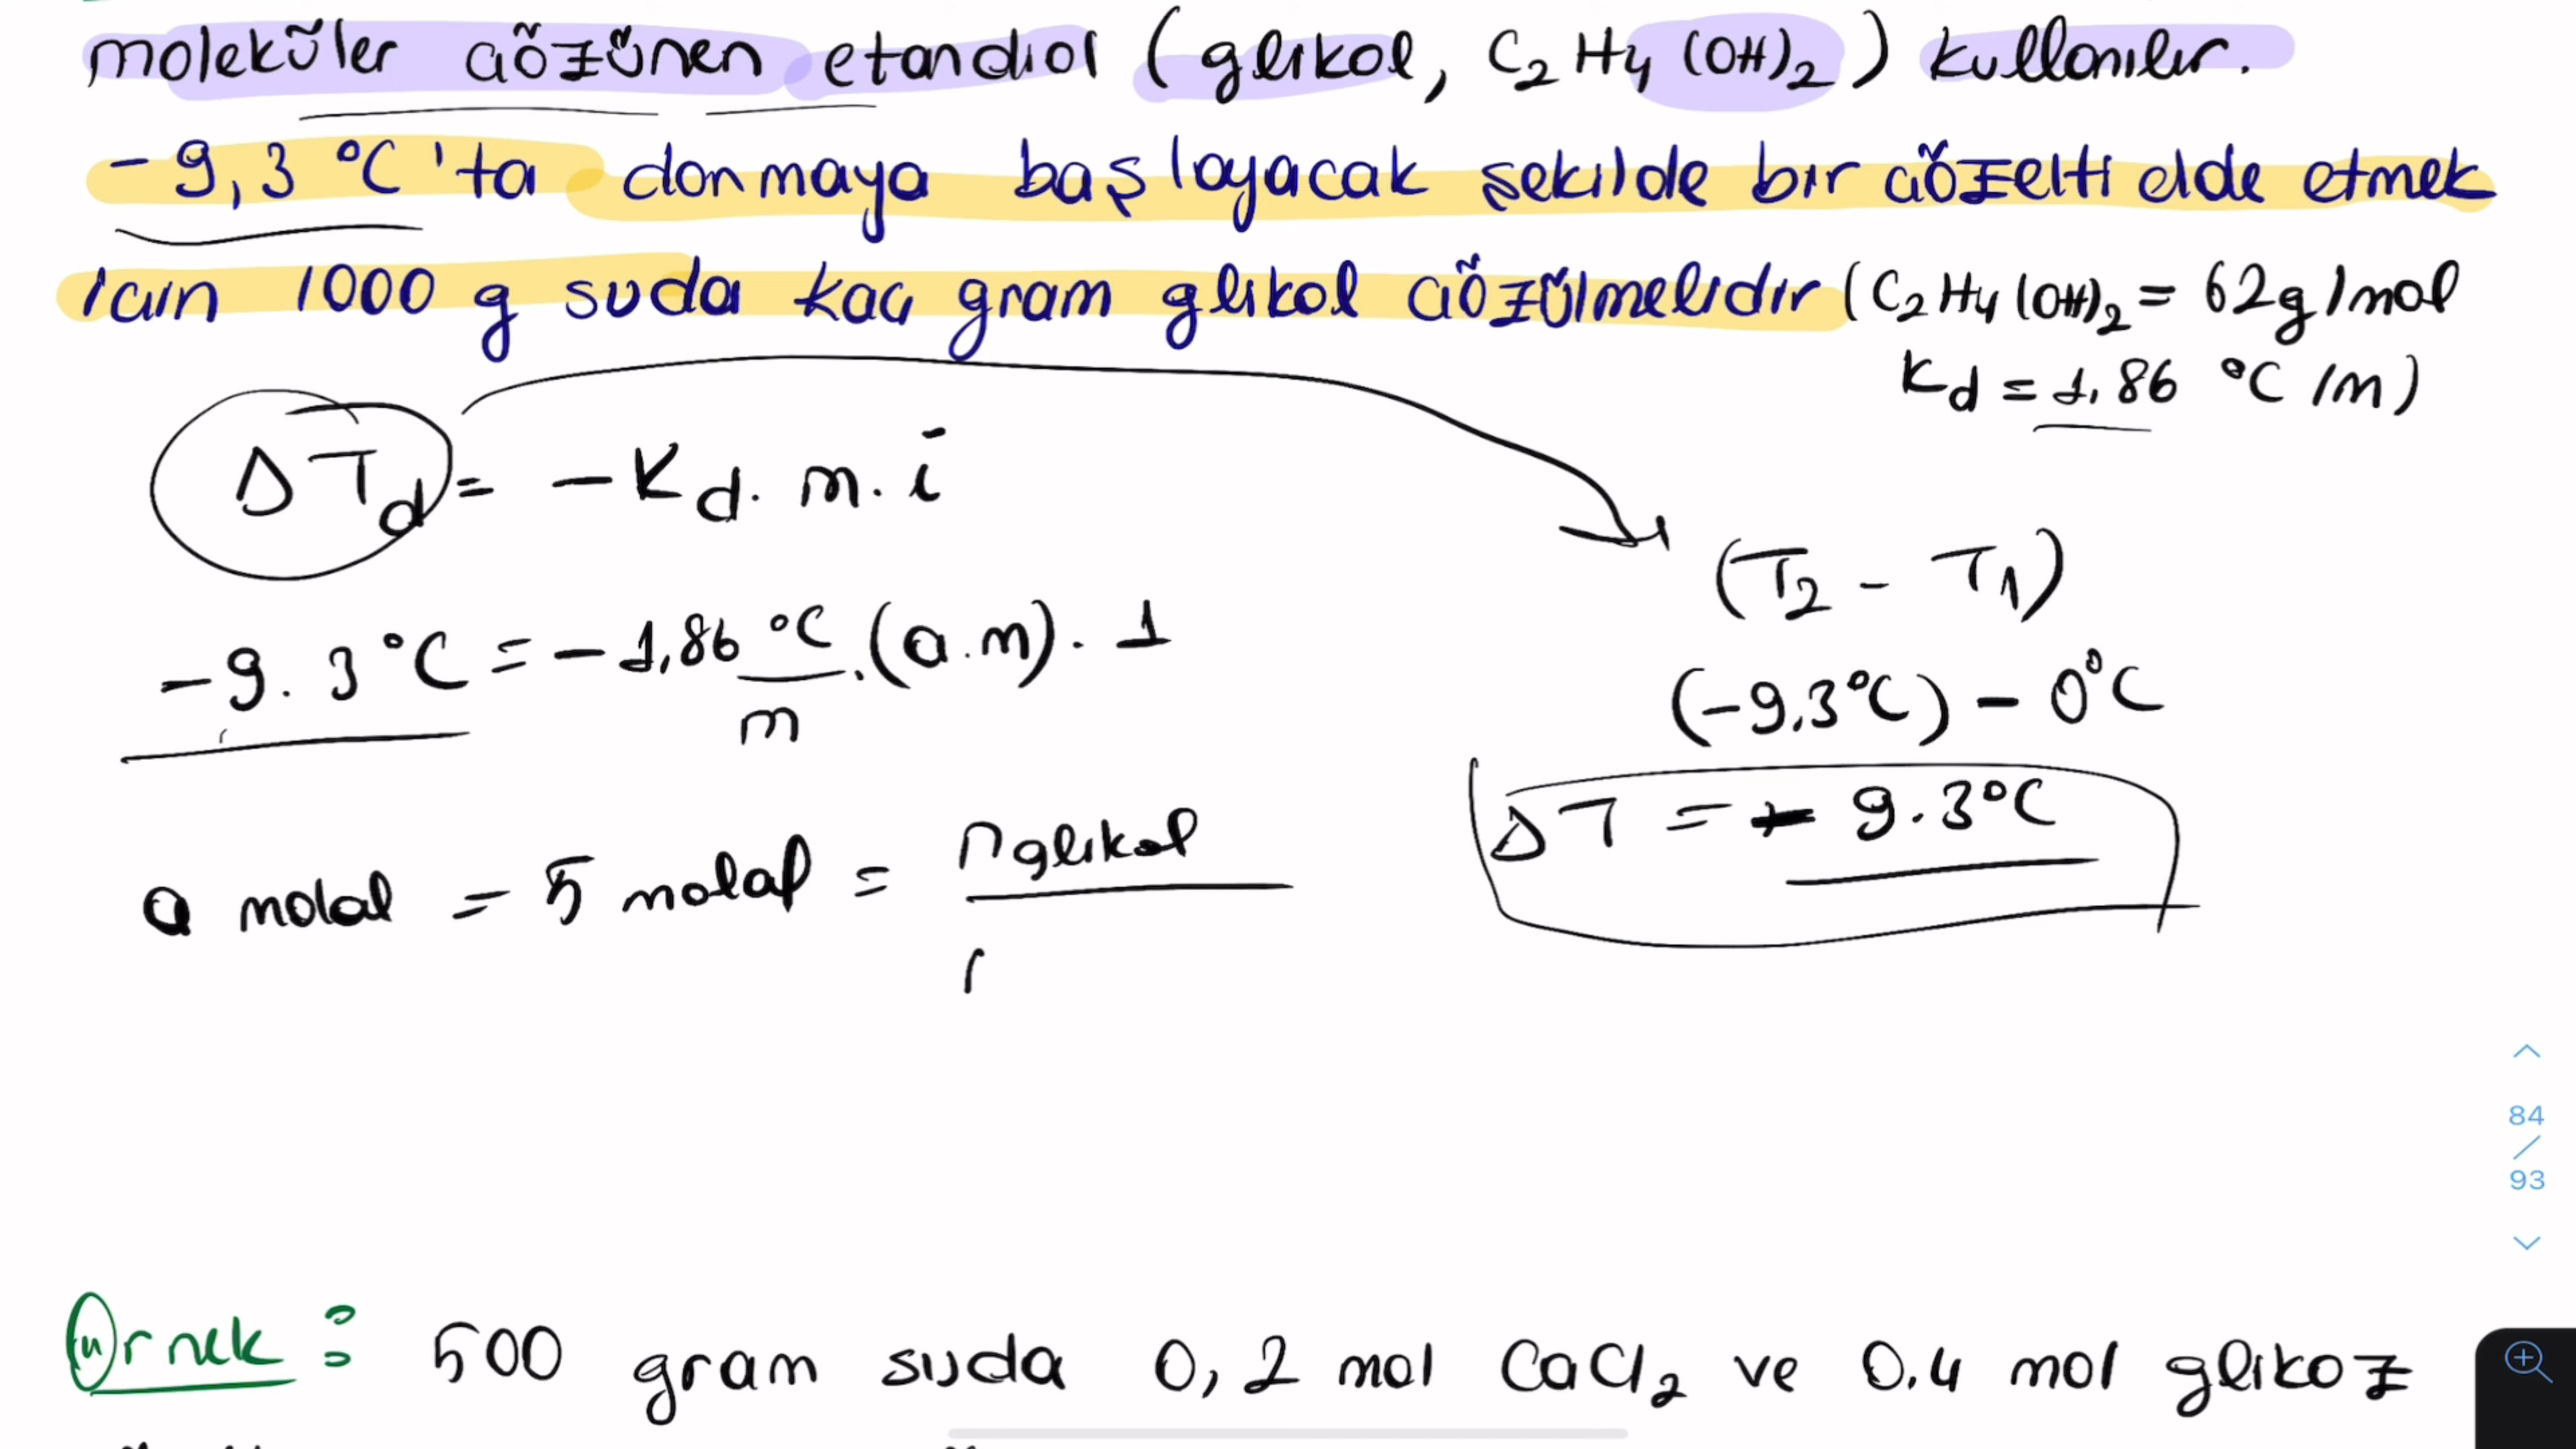 moleküler çözünen etandiol (glikol, C₂H₄(OH)₂) kullanılır.
-9,3 °C'ta donmaya başlayacak şekilde bir çözelti elde etmek
için 1000 g suda kaç gram glikol çözülmelidir (C₂H₄(OH)₂ = 62g/mol
Kd = 1,86 °C/m)
ΔTd = -Kd. m. i
(T₂ - T₁)
-9.3°C = -1,86 °C/m .(a.m). 1
(-9.3°C) - 0°C
ΔT = - 9.3°C
a molal = 5 molal = nglikol
84
/
93
Örnek : 500 gram suda 0,2 mol CaCl₂ ve 0.4 mol glikoz